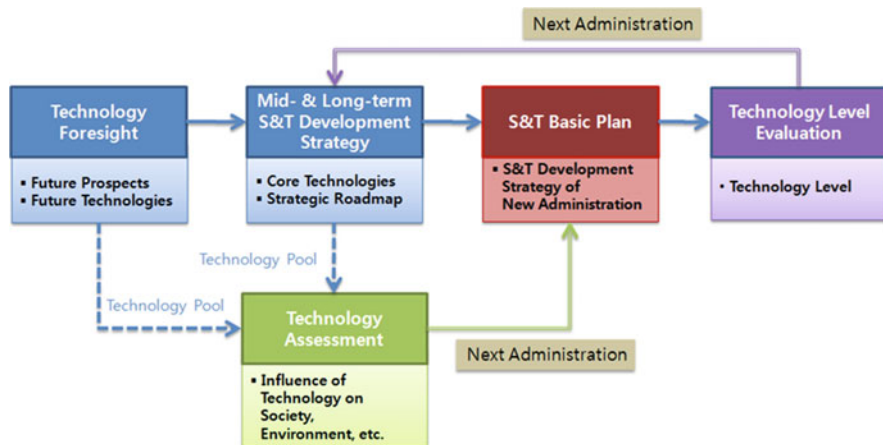 Next Administration
Technology
Foresight
▪ Future Prospects
▪ Future Technologies
Mid- & Long-term
S&T Development
Strategy
▪ Core Technologies
▪ Strategic Roadmap
S&T Basic Plan
▪ S&T Development
Strategy of
New Administration
Technology Level
Evaluation
• Technology Level
Technology Pool
Technology Pool
Technology
Assessment
▪ Influence of
Technology on
Society,
Environment, etc.
Next Administration